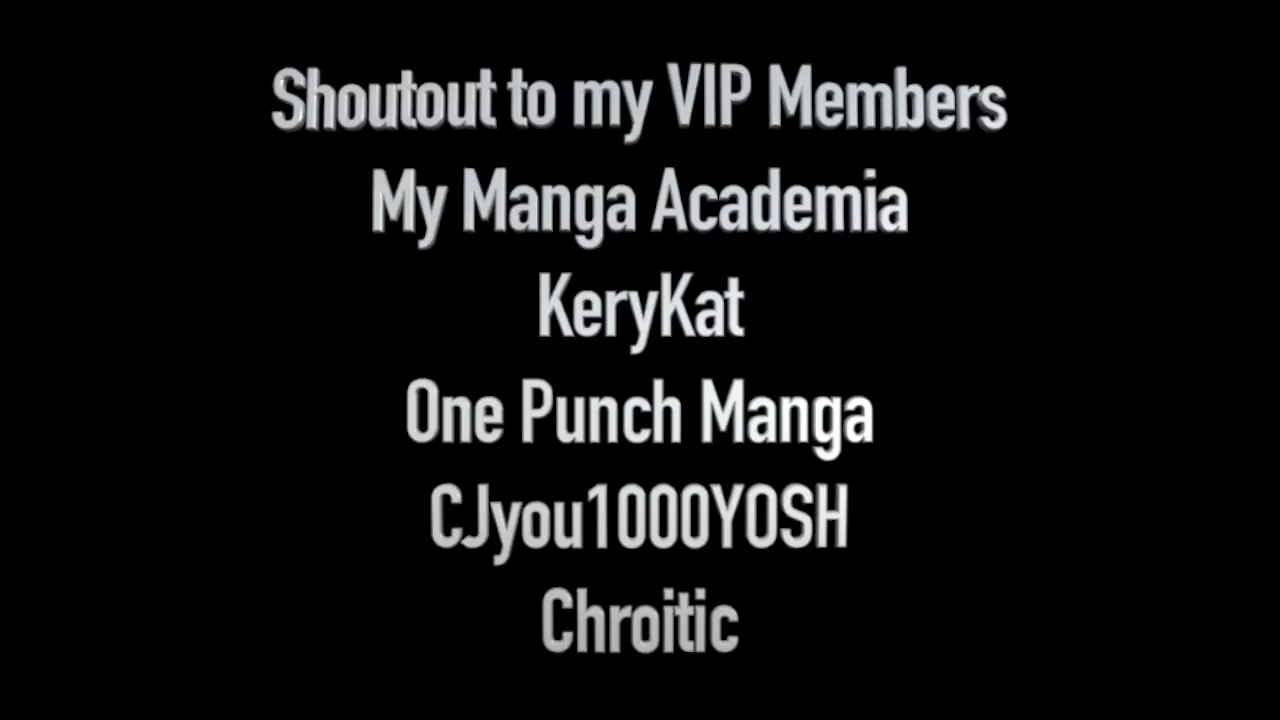 Shoutout to my VIP Members
My Manga Academia
KeryKat
One Punch Manga
CJyou1000YOSH
Chroitic